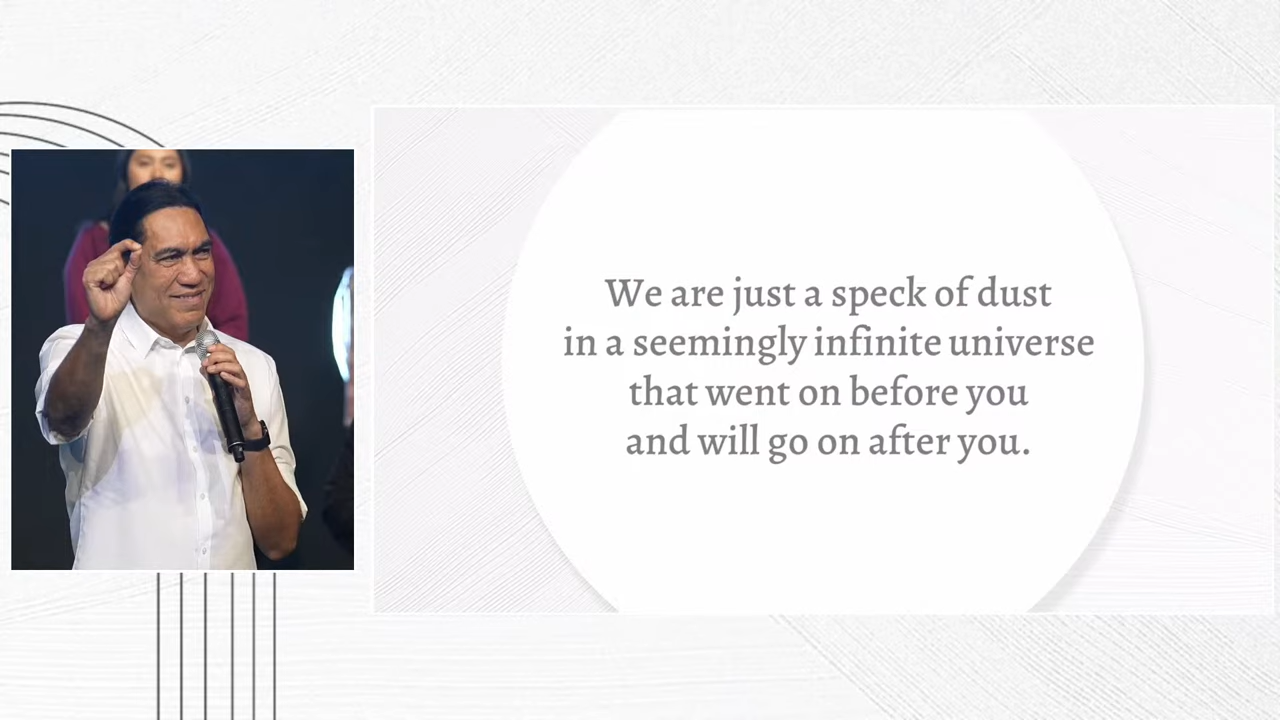 We are just a speck of dust
in a seemingly infinite universe
that went on before you
and will go on after you.